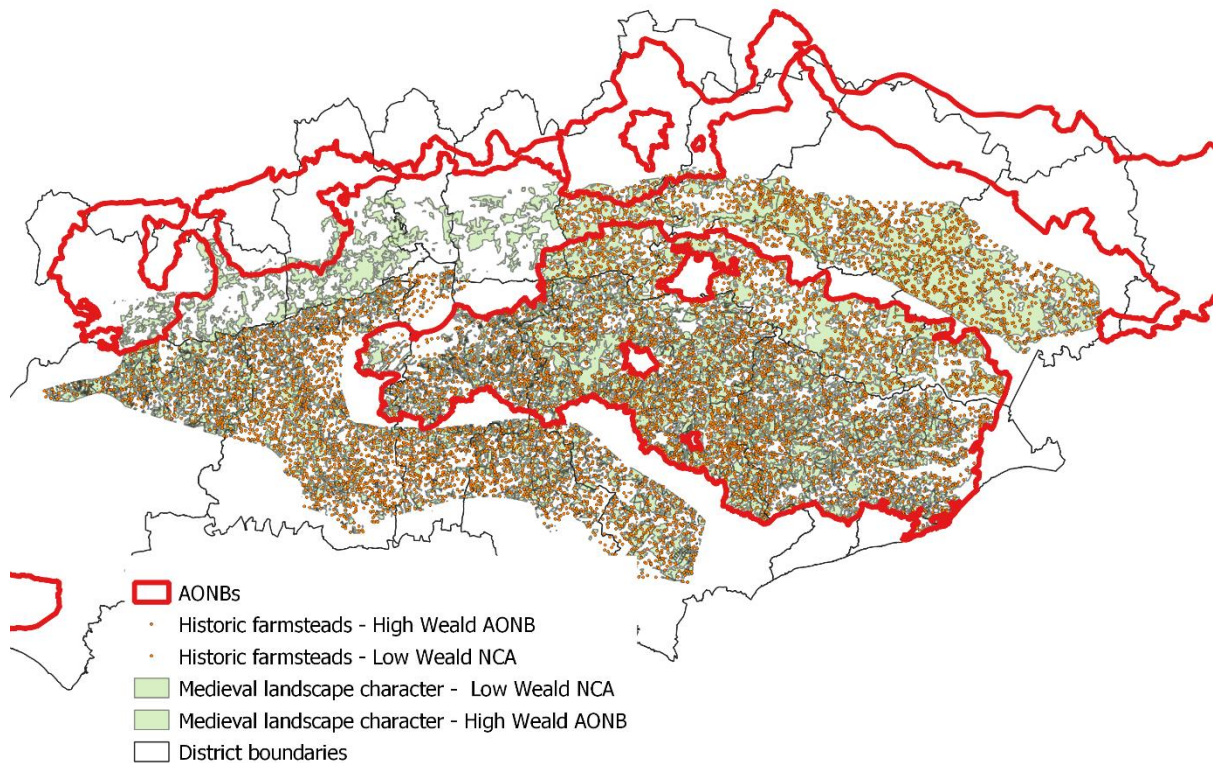 AONBs
Historic farmsteads - High Weald AONB
Historic farmsteads - Low Weald NCA
Medieval landscape character - Low Weald NCA
Medieval landscape character - High Weald AONB
District boundaries